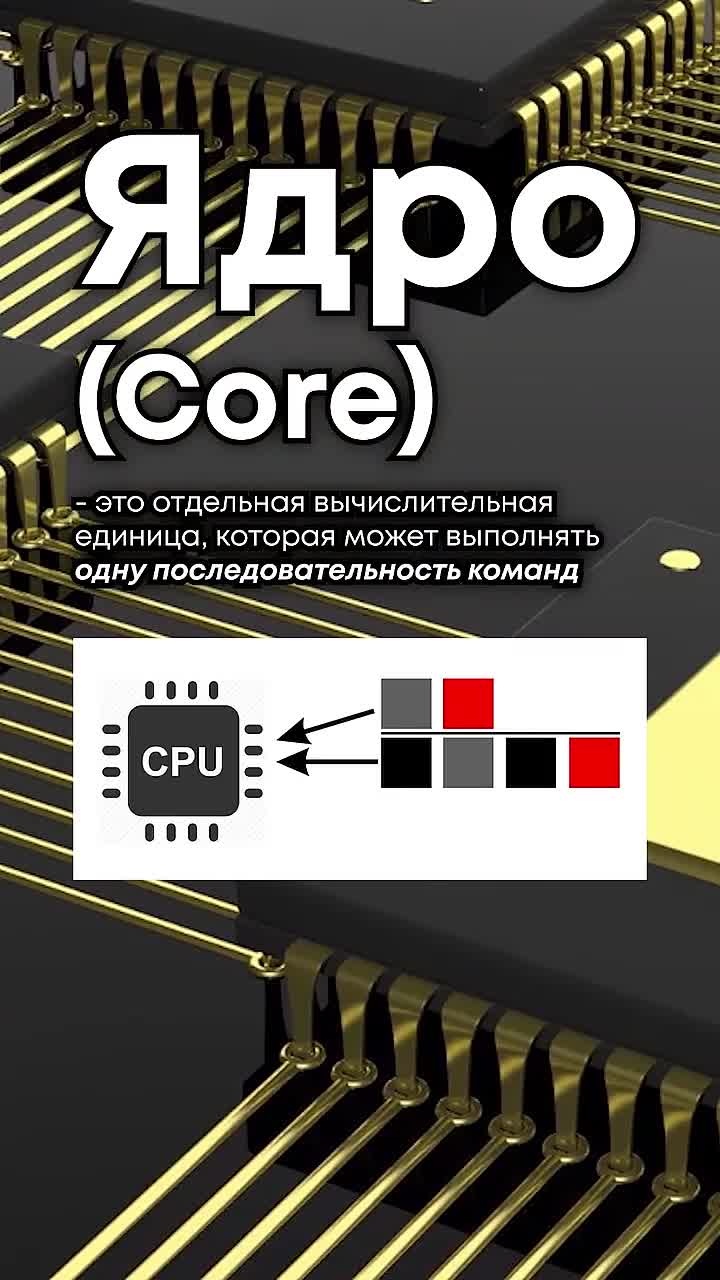 Ядро
(Core)
- это отдельная вычислительная
единица, которая может выполнять
одну последовательность команд
CPU